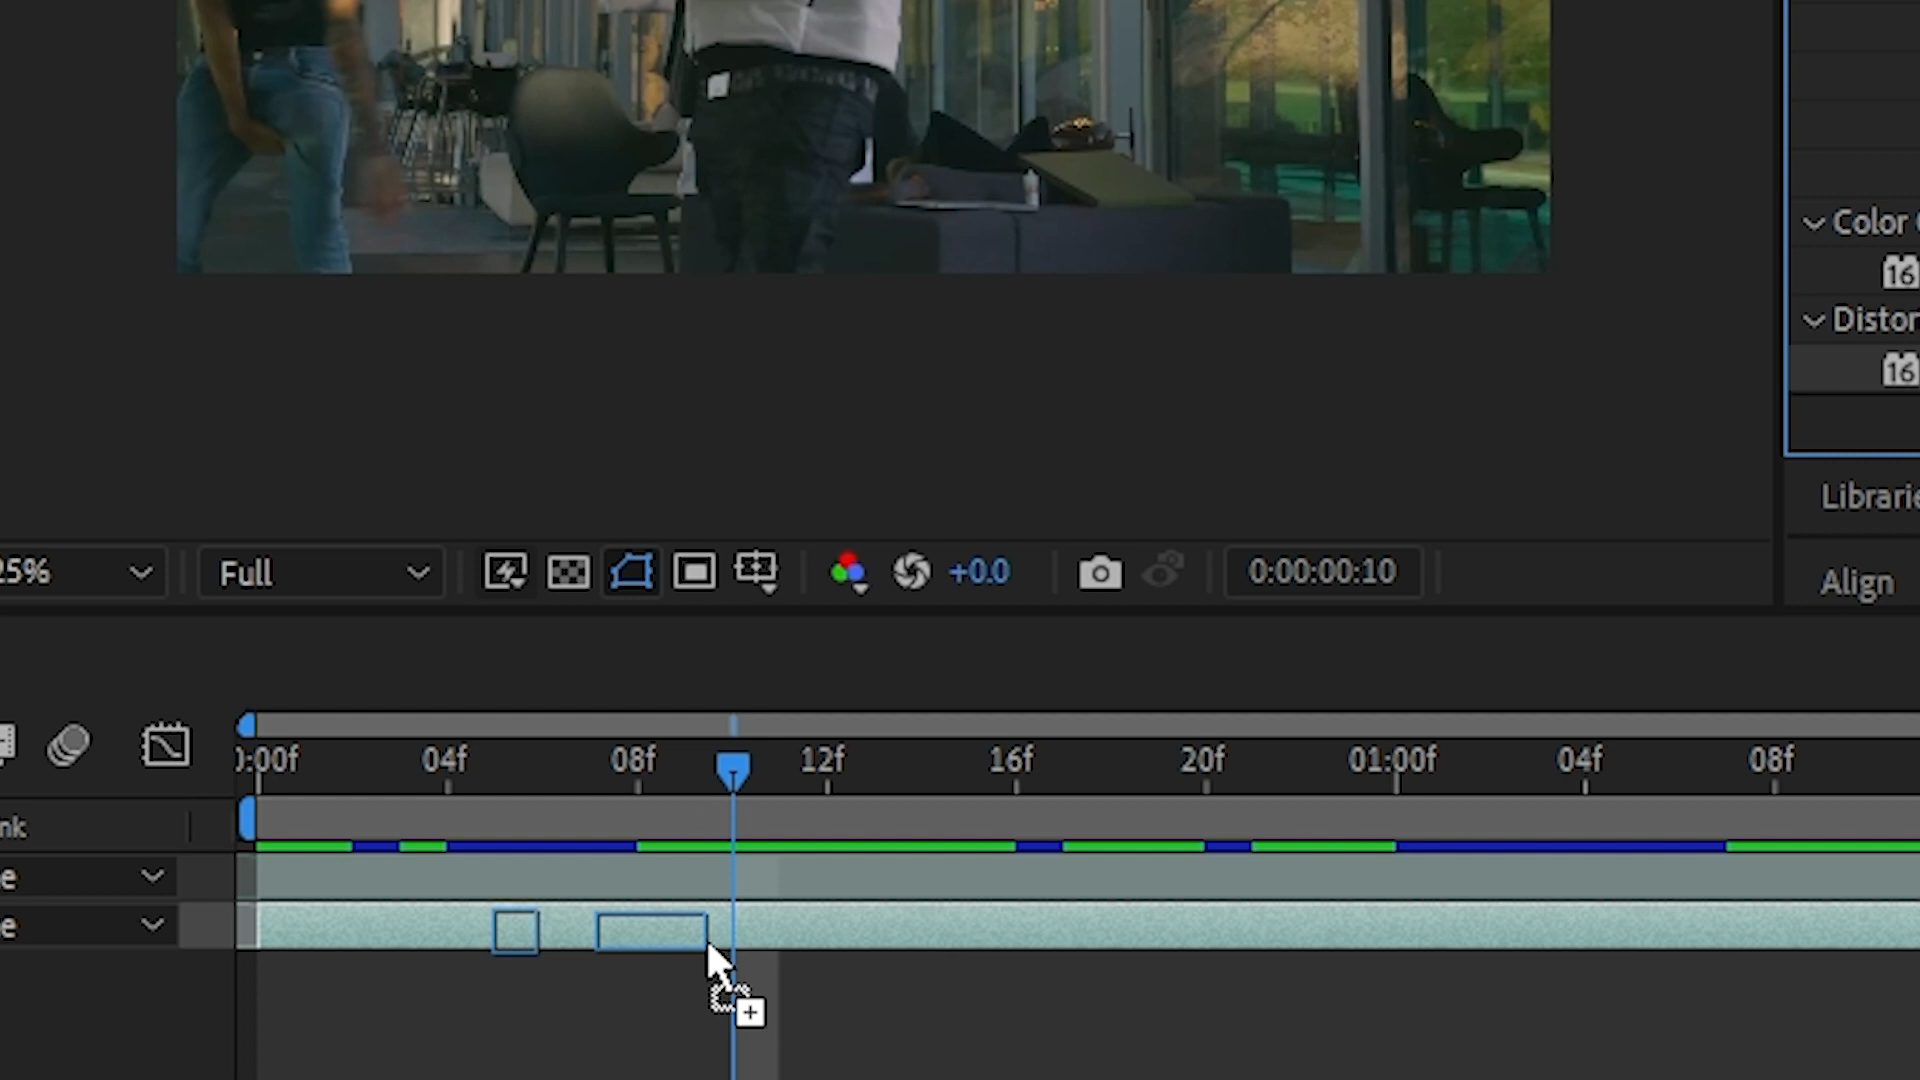 Color
16
Distor
16
Librarie
Align
25% Full +0.0 0:00:00:10
0:00f 04f 08f 12f 16f 20f 01:00f 04f 08f
nk
e
e